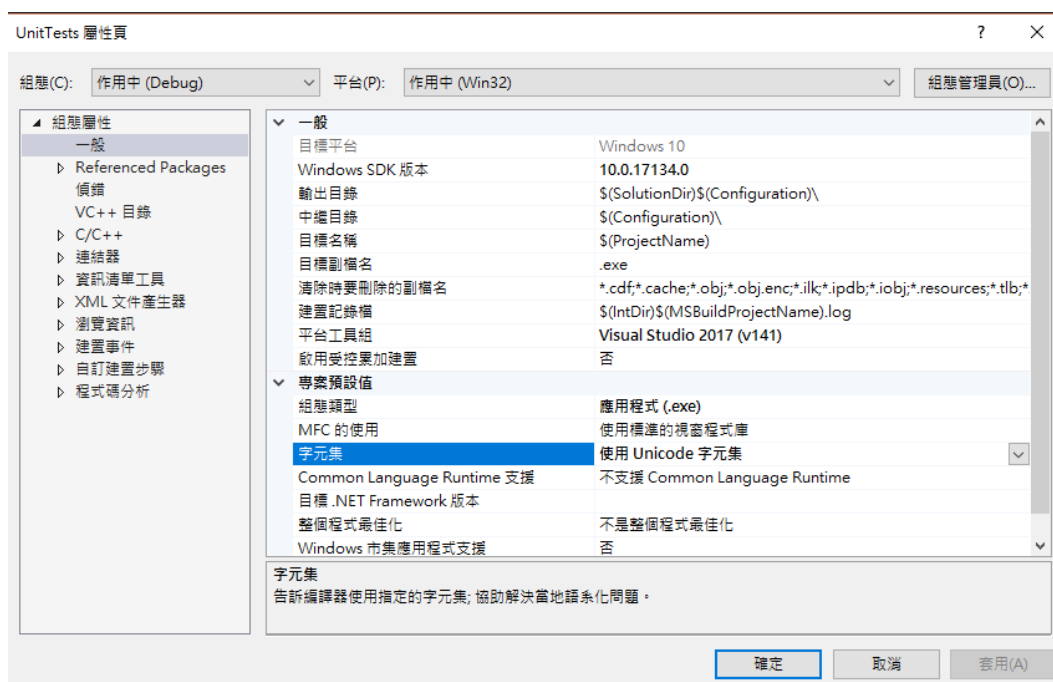 UnitTests 屬性頁
組態(C): 作用中 (Debug) 平台(P): 作用中 (Win32) 組態管理員(O)...
組態屬性
一般
Referenced Packages
偵錯
VC++ 目錄
C/C++
連結器
資訊清單工具
XML 文件產生器
瀏覽資訊
建置事件
自訂建置步驟
程式碼分析
一般
目標平台 Windows 10
Windows SDK 版本 10.0.17134.0
輸出目錄 $(SolutionDir)$(Configuration)\
中繼目錄 $(Configuration)\
目標名稱 $(ProjectName)
目標副檔名 .exe
清除時要刪除的副檔名 *.cdf;*.cache;*.obj;*.obj.enc;*.ilk;*.ipdb;*.iobj;*.resources;*.tlb;*.
建置記錄檔 $(IntDir)$(MSBuildProjectName).log
平台工具組 Visual Studio 2017 (v141)
啟用受控累加建置 否
專案預設值
組態類型 應用程式 (.exe)
MFC 的使用 使用標準的視窗程式庫
字元集 使用 Unicode 字元集
Common Language Runtime 支援 不支援 Common Language Runtime
目標 .NET Framework 版本
整個程式最佳化 不是整個程式最佳化
Windows 市集應用程式支援 否
字元集
告訴編譯器使用指定的字元集; 協助解決當地語系化問題。
確定 取消 套用(A)